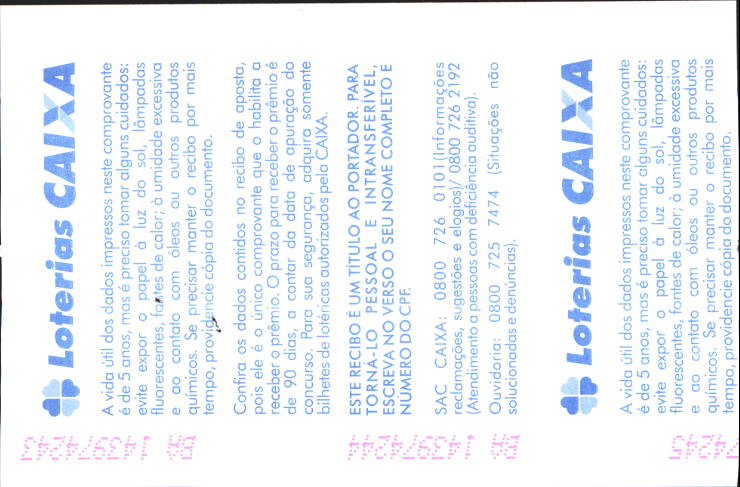 Loterias CAIXA
A vida útil dos dados impressos neste comprovante
é de 5 anos, mas é preciso tomar alguns cuidados:
evite expor o papel à luz do sol, lâmpadas
fluorescentes, fontes de calor; à umidade excessiva
e ao contato com óleos ou outros produtos
químicos. Se precisar manter o recibo por mais
tempo, providencie cópia do documento.
Confira os dados contidos no recibo de aposta,
pois ele é o único comprovante que o habilita a
receber o prêmio. O prazo para receber o prêmio é
de 90 dias, a contar da data de apuração do
concurso. Para sua segurança, adquira somente
bilhetes de lotéricas autorizados pela CAIXA.
ESTE RECIBO É UM TÍTULO AO PORTADOR. PARA
TORNÁ-LO PESSOAL E INTRANSFERÍVEL,
ESCREVA NO VERSO O SEU NOME COMPLETO E
NÚMERO DO CPF.
SAC CAIXA: 0800 726 0101(Informações
reclamações, sugestões e elogios)/ 0800 726 2192
(Atendimento a pessoas com deficiência auditiva).
Ouvidoria: 0800 725 7474 (Situações não
solucionadas e denúncias).
Loterias CAIXA
A vida útil dos dados impressos neste comprovante
é de 5 anos, mas é preciso tomar alguns cuidados:
evite expor o papel à luz do sol, lâmpadas
fluorescentes, fontes de calor; à umidade excessiva
e ao contato com óleos ou outros produtos
químicos. Se precisar manter o recibo por mais
tempo, providencie cópia do documento.